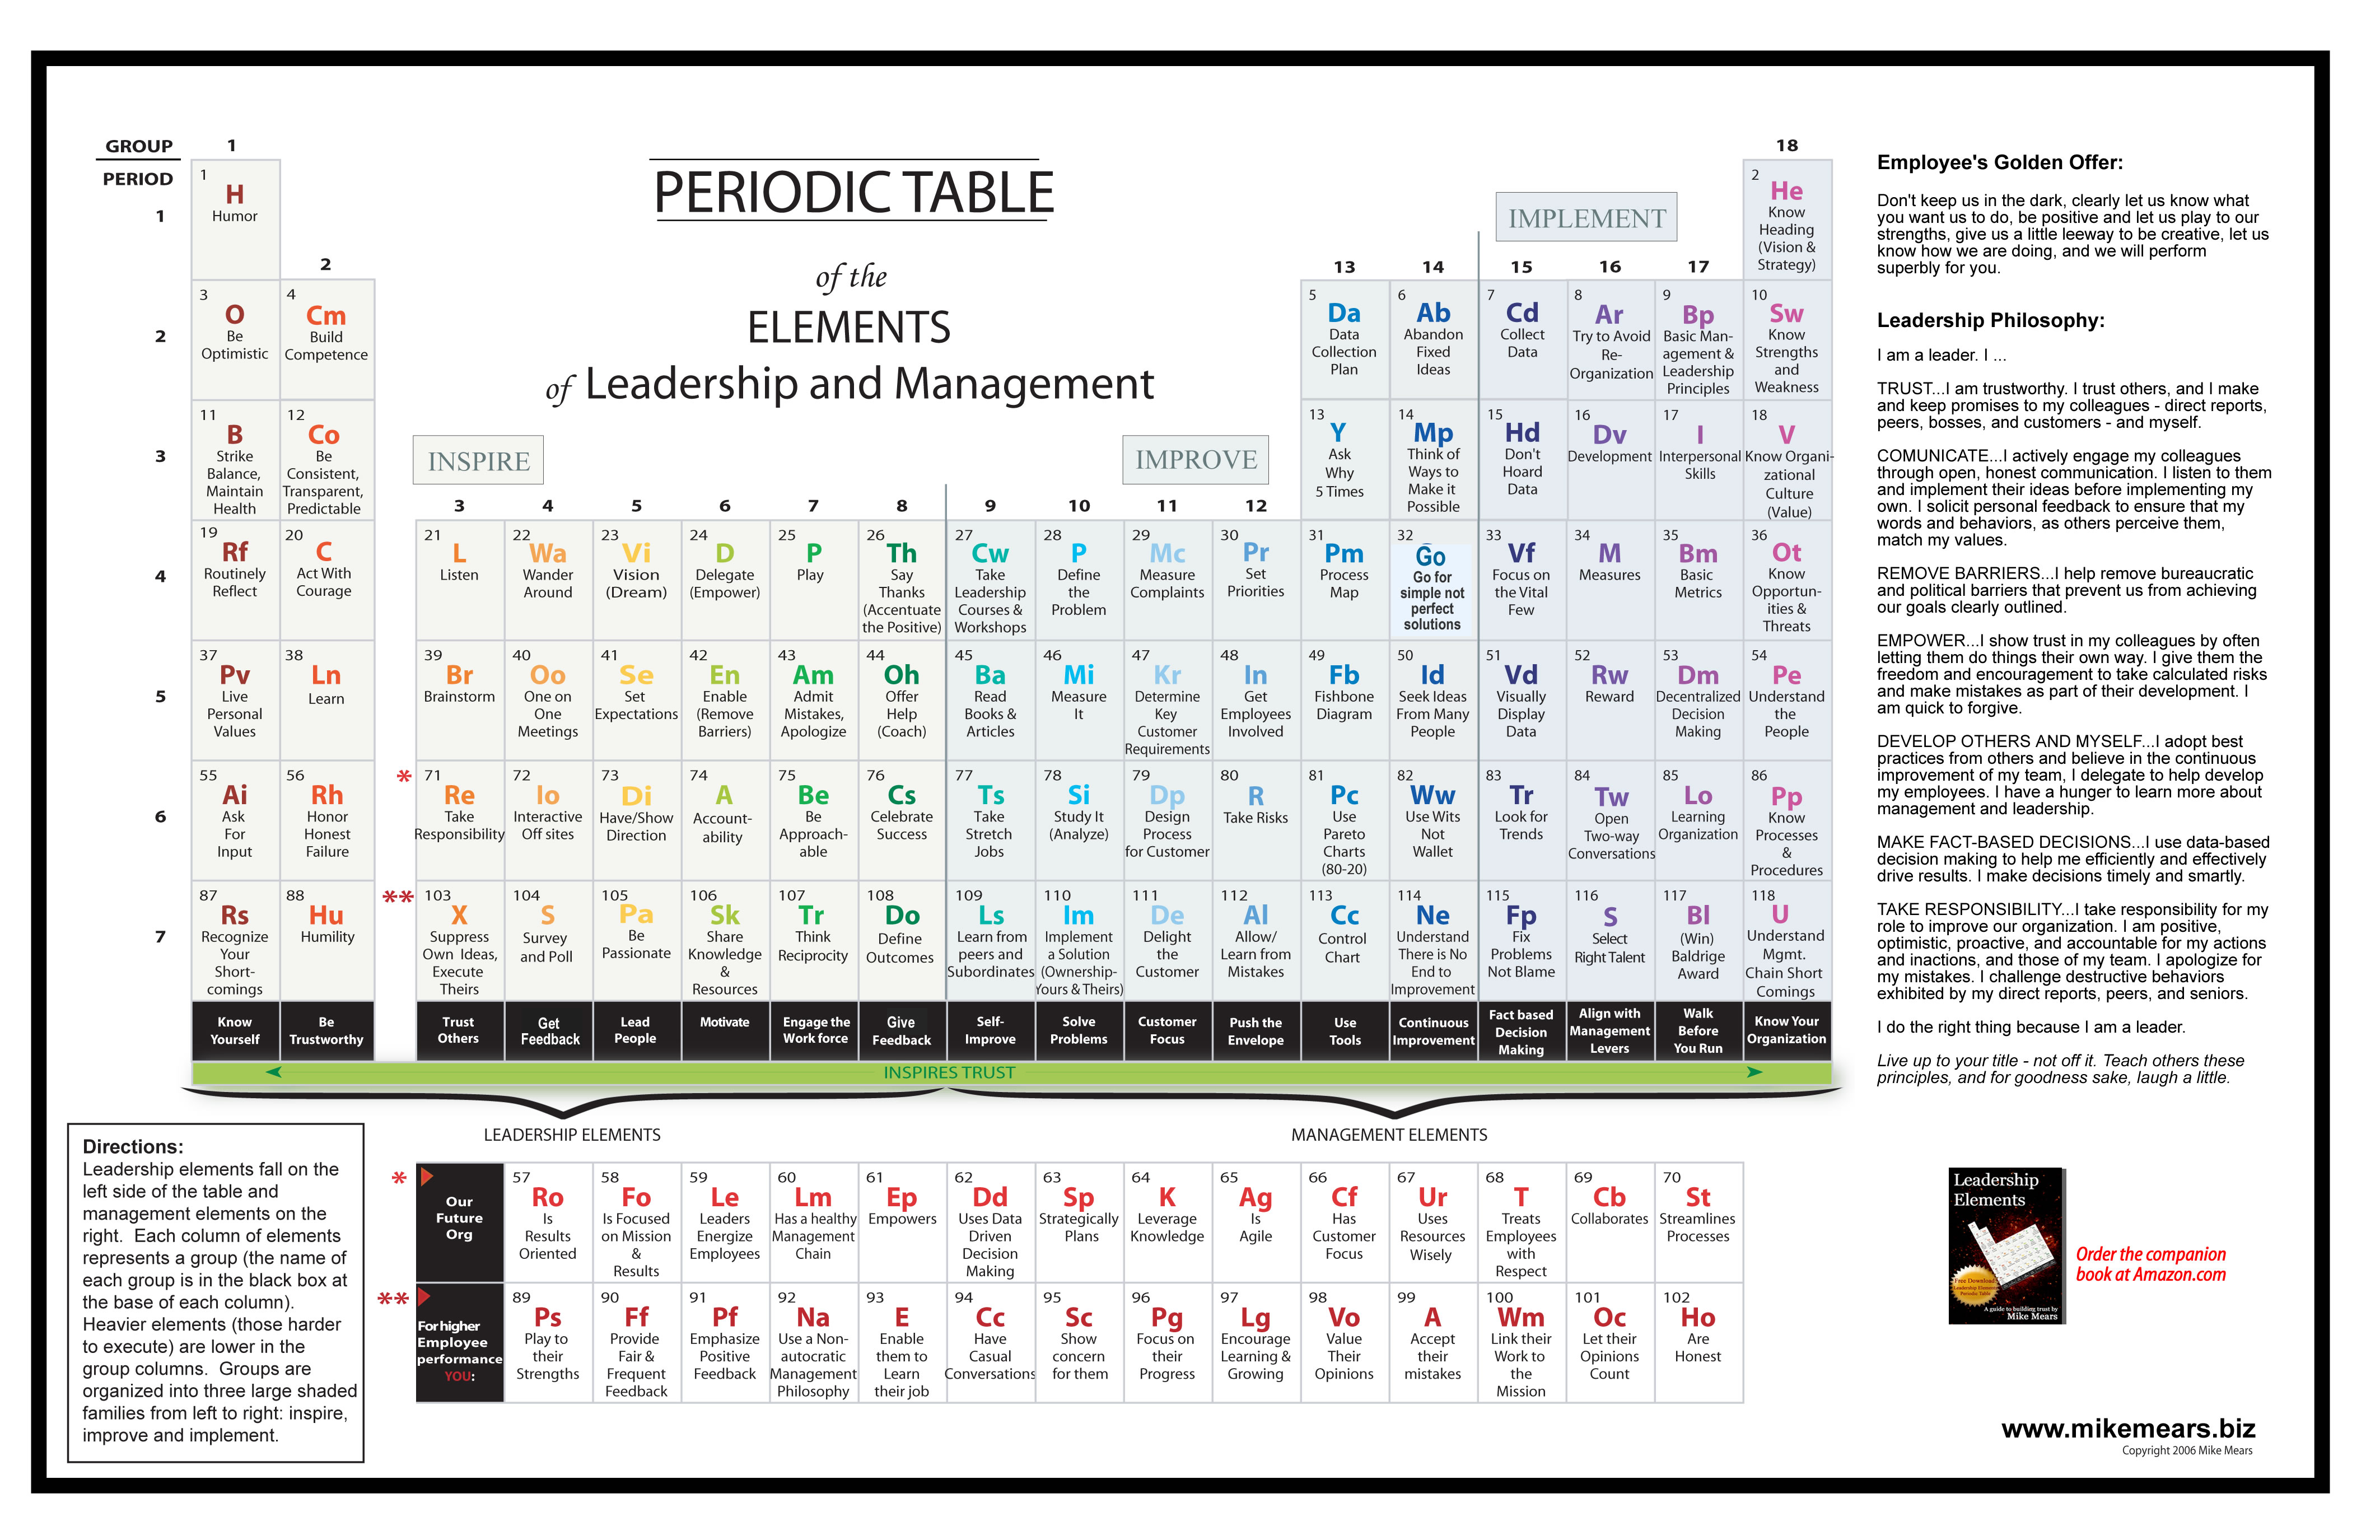 GROUP
PERIOD
1
18
PERIODIC TABLE
of the
ELEMENTS
of Leadership and Management
INSPIRE
IMPROVE
IMPLEMENT
1
1
H
Humor
2
He
Know
Heading
(Vision &
Strategy)
2
13
14
15
16
17
2
3
O
Be
Optimistic
4
Cm
Build
Competence
5
Da
Data
Collection
Plan
6
Ab
Abandon
Fixed
Ideas
7
Cd
Collect
Data
8
Ar
Try to Avoid
Re-
Organization
9
Bp
Basic Man-
agement &
Leadership
Principles
10
Sw
Know
Strengths
and
Weakness
3
11
B
Strike
Balance,
Maintain
Health
12
Co
Be
Consistent,
Transparent,
Predictable
13
Y
Ask
Why
5 Times
14
Mp
Think of
Ways to
Make it
Possible
15
Hd
Don't
Hoard
Data
16
Dv
Development
17
I
Interpersonal
Skills
18
V
Know Organi-
zational
Culture
(Value)
3
4
5
6
7
8
9
10
11
12
4
19
Rf
Routinely
Reflect
20
C
Act With
Courage
21
L
Listen
22
Wa
Wander
Around
23
Vi
Vision
(Dream)
24
D
Delegate
(Empower)
25
P
Play
26
Th
Say
Thanks
(Accentuate
the Positive)
27
Cw
Take
Leadership
Courses &
Workshops
28
P
Define
the
Problem
29
Mc
Measure
Complaints
30
Pr
Set
Priorities
31
Pm
Process
Map
32
Go
Go for
simple not
perfect
solutions
33
Vf
Focus on
the Vital
Few
34
M
Measures
35
Bm
Basic
Metrics
36
Ot
Know
Opportun-
ities &
Threats
5
37
Pv
Live
Personal
Values
38
Ln
Learn
39
Br
Brainstorm
40
Oo
One on
One
Meetings
41
Se
Set
Expectations
42
En
Enable
(Remove
Barriers)
43
Am
Admit
Mistakes,
Apologize
44
Oh
Offer
Help
(Coach)
45
Ba
Read
Books &
Articles
46
Mi
Measure
It
47
Kr
Determine
Key
Customer
Requirements
48
In
Get
Employees
Involved
49
Fb
Fishbone
Diagram
50
Id
Seek Ideas
From Many
People
51
Vd
Visually
Display
Data
52
Rw
Reward
53
Dm
Decentralized
Decision
Making
54
Pe
Understand
the
People
6
55
Ai
Ask
For
Input
56
Rh
Honor
Honest
Failure
*
71
Re
Take
Responsibility
72
Io
Interactive
Off sites
73
Di
Have/Show
Direction
74
A
Account-
ability
75
Be
Be
Approach-
able
76
Cs
Celebrate
Success
77
Ts
Take
Stretch
Jobs
78
Si
Study It
(Analyze)
79
Dp
Design
Process
for Customer
80
R
Take Risks
81
Pc
Use
Pareto
Charts
(80-20)
82
Ww
Use Wits
Not
Wallet
83
Tr
Look for
Trends
84
Tw
Open
Two-way
Conversations
85
Lo
Learning
Organization
86
Pp
Know
Processes
&
Procedures
7
87
Rs
Recognize
Your
Short-
comings
88
Hu
Humility
**
103
X
Suppress
Own Ideas,
Execute
Theirs
104
S
Survey
and Poll
105
Pa
Be
Passionate
106
Sk
Share
Knowledge
&
Resources
107
Tr
Think
Reciprocity
108
Do
Define
Outcomes
109
Ls
Learn from
peers and
Subordinates
110
Im
Implement
a Solution
(Ownership-
Yours & Theirs)
111
De
Delight
the
Customer
112
Al
Allow/
Learn from
Mistakes
113
Cc
Control
Chart
114
Ne
Understand
There is No
End to
Improvement
115
Fp
Fix
Problems
Not Blame
116
S
Select
Right Talent
117
Bl
(Win)
Baldrige
Award
118
U
Understand
Mgmt.
Chain Short
Comings
Know
Yourself
Be
Trustworthy
Trust
Others
Get
Feedback
Lead
People
Motivate
Engage the
Work force
Give
Feedback
Self-
Improve
Solve
Problems
Customer
Focus
Push the
Envelope
Use
Tools
Continuous
Improvement
Fact based
Decision
Making
Align with
Management
Levers
Walk
Before
You Run
Know Your
Organization
INSPIRES TRUST
LEADERSHIP ELEMENTS
MANAGEMENT ELEMENTS
Directions:
Leadership elements fall on the
left side of the table and
management elements on the
right. Each column of elements
represents a group (the name of
each group is in the black box at
the base of each column).
Heavier elements (those harder
to execute) are lower in the
group columns. Groups are
organized into three large shaded
families from left to right: inspire,
improve and implement.
*
Our
Future
Org
57
Ro
Is
Results
Oriented
58
Fo
Is Focused
on Mission
&
Results
59
Le
Leaders
Energize
Employees
60
Lm
Has a healthy
Management
Chain
61
Ep
Empowers
62
Dd
Uses Data
Driven
Decision
Making
63
Sp
Strategically
Plans
64
K
Leverage
Knowledge
65
Ag
Is
Agile
66
Cf
Has
Customer
Focus
67
Ur
Uses
Resources
Wisely
68
T
Treats
Employees
with
Respect
69
Cb
Collaborates
70
St
Streamlines
Processes
**
For higher
Employee
performance
YOU:
89
Ps
Play to
their
Strengths
90
Ff
Provide
Fair &
Frequent
Feedback
91
Pf
Emphasize
Positive
Feedback
92
Na
Use a Non-
autocratic
Management
Philosophy
93
E
Enable
them to
Learn
their job
94
Cc
Have
Casual
Conversations
95
Sc
Show
concern
for them
96
Pg
Focus on
their
Progress
97
Lg
Encourage
Learning &
Growing
98
Vo
Value
Their
Opinions
99
A
Accept
their
mistakes
100
Wm
Link their
Work to
the
Mission
101
Oc
Let their
Opinions
Count
102
Ho
Are
Honest
Employee's Golden Offer:
Don't keep us in the dark, clearly let us know what
you want us to do, be positive and let us play to our
strengths, give us a little leeway to be creative, let us
know how we are doing, and we will perform
superbly for you.
Leadership Philosophy:
I am a leader. I ...
TRUST...I am trustworthy. I trust others, and I make
and keep promises to my colleagues - direct reports,
peers, bosses, and customers - and myself.
COMUNICATE...I actively engage my colleagues
through open, honest communication. I listen to them
and implement their ideas before implementing my
own. I solicit personal feedback to ensure that my
words and behaviors, as others perceive them,
match my values.
REMOVE BARRIERS...I help remove bureaucratic
and political barriers that prevent us from achieving
our goals clearly outlined.
EMPOWER...I show trust in my colleagues by often
letting them do things their own way. I give them the
freedom and encouragement to take calculated risks
and make mistakes as part of their development. I
am quick to forgive.
DEVELOP OTHERS AND MYSELF...I adopt best
practices from others and believe in the continuous
improvement of my team, I delegate to help develop
my employees. I have a hunger to learn more about
management and leadership.
MAKE FACT-BASED DECISIONS...I use data-based
decision making to help me efficiently and effectively
drive results. I make decisions timely and smartly.
TAKE RESPONSIBILITY...I take responsibility for my
role to improve our organization. I am positive,
optimistic, proactive, and accountable for my actions
and inactions, and those of my team. I apologize for
my mistakes. I challenge destructive behaviors
exhibited by my direct reports, peers, and seniors.
I do the right thing because I am a leader.
Live up to your title - not off it. Teach others these
principles, and for goodness sake, laugh a little.
Leadership
Elements
Free Download
Leadership Elements
Periodic Table
A guide to building trust by
Mike Mears
Order the companion
book at Amazon.com
www.mikemears.biz
Copyright 2006 Mike Mears